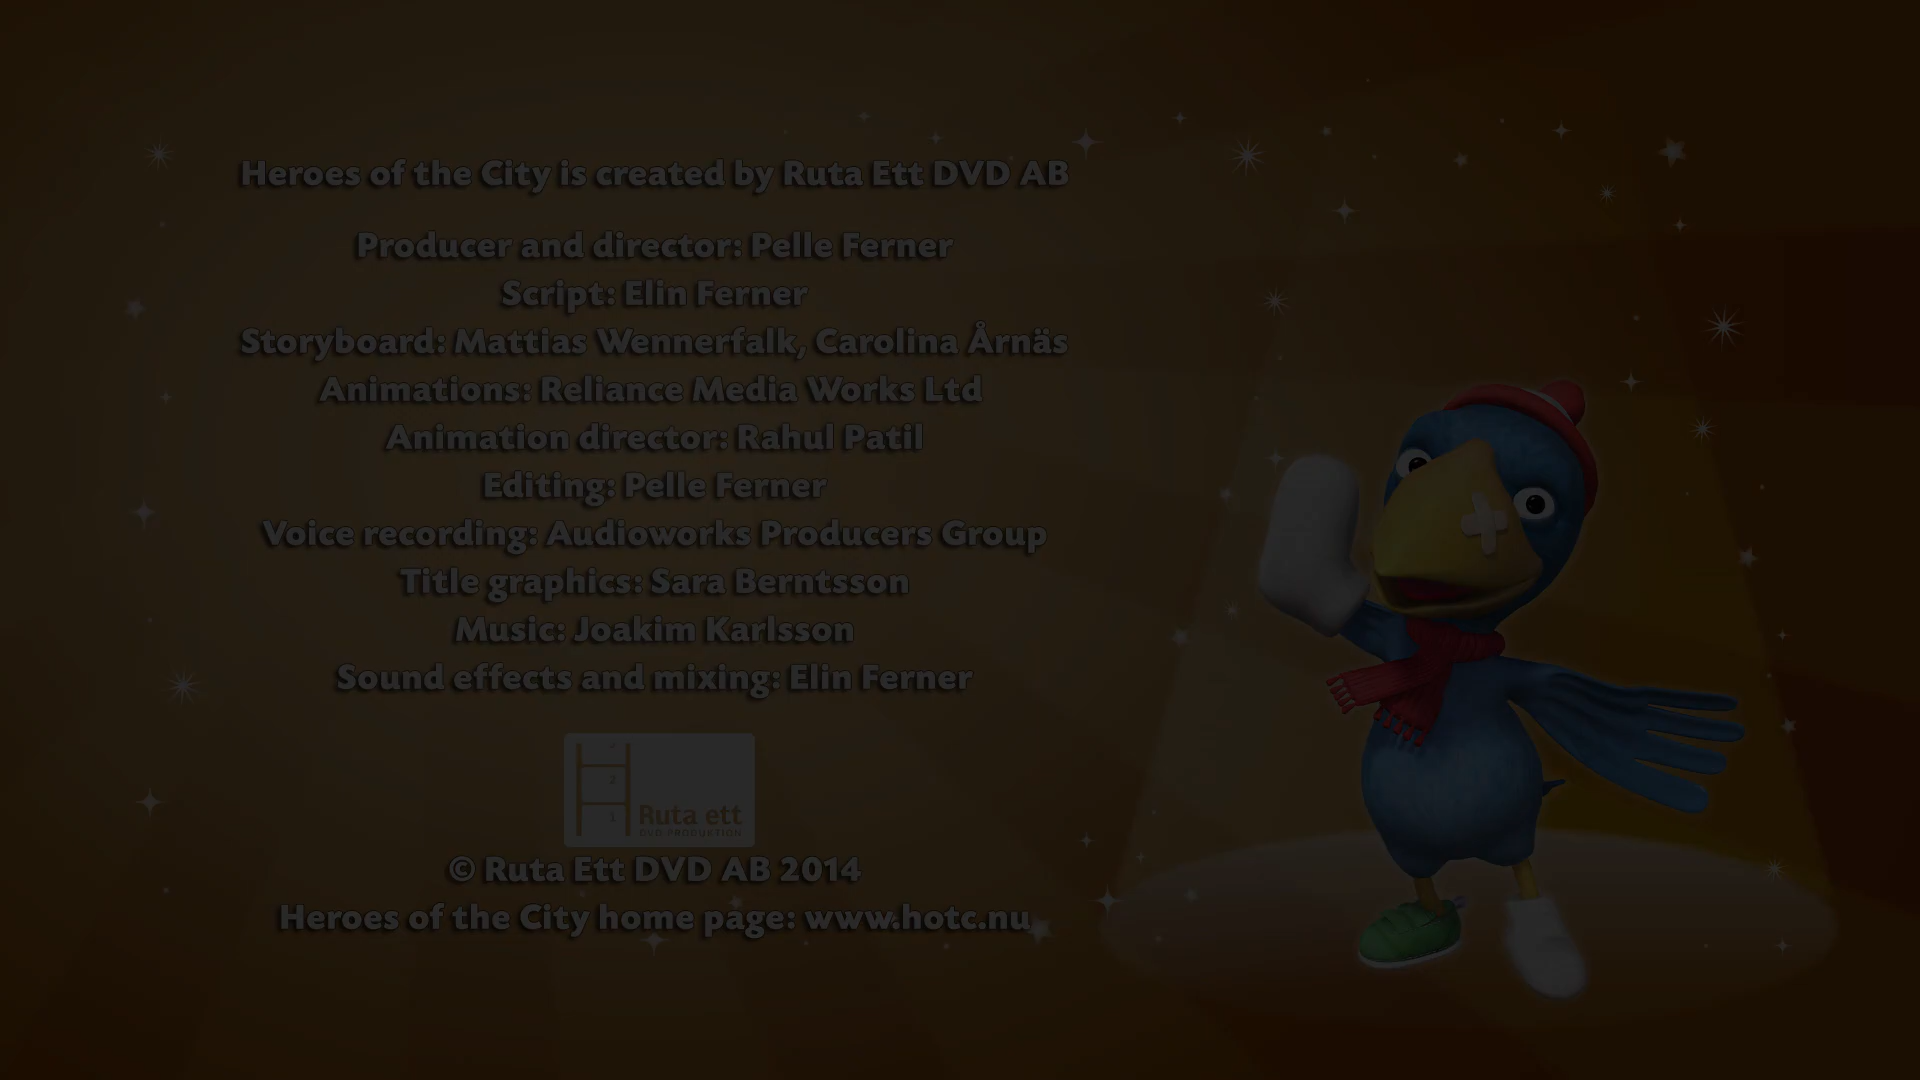 Heroes of the City is created by Ruta Ett DVD AB
Producer and director: Pelle Ferner
Script: Elin Ferner
Storyboard: Mattias Wennerfalk, Carolina Årnäs
Animations: Reliance Media Works Ltd
Animation director: Rahul Patil
Editing: Pelle Ferner
Voice recording: Audioworks Producers Group
Title graphics: Sara Berntsson
Music: Joakim Karlsson
Sound effects and mixing: Elin Ferner
2
1
Ruta ett
DVD PRODUKTION
© Ruta Ett DVD AB 2014
Heroes of the City home page: www.hotc.nu